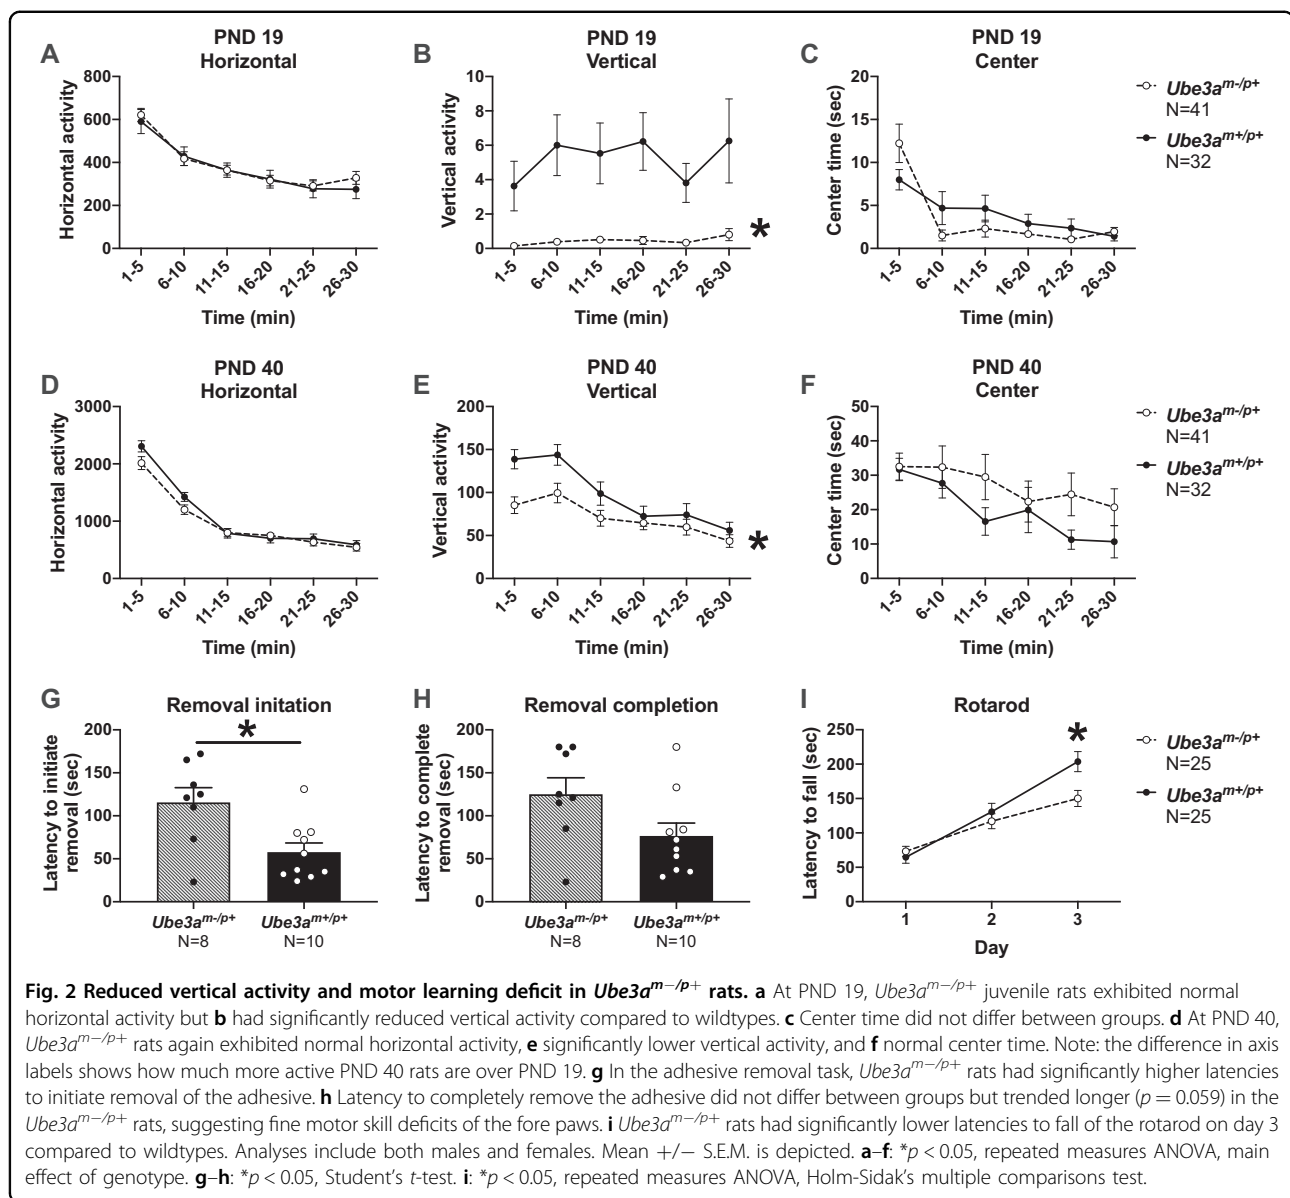 A
PND 19
Horizontal
Horizontal activity
800
600
400
200
0
1-5
6-10
11-15
16-20
21-25
26-30
Time (min)
B
PND 19
Vertical
Vertical activity
10
8
6
4
2
0
*
1-5
6-10
11-15
16-20
21-25
26-30
Time (min)
C
PND 19
Center
Center time (sec)
20
15
10
5
0
1-5
6-10
11-15
16-20
21-25
26-30
Time (min)
Ube3a^m-/p+
N=41
Ube3a^m+/p+
N=32
D
PND 40
Horizontal
Horizontal activity
3000
2000
1000
0
1-5
6-10
11-15
16-20
21-25
26-30
Time (min)
E
PND 40
Vertical
Vertical activity
200
150
100
50
0
*
1-5
6-10
11-15
16-20
21-25
26-30
Time (min)
F
PND 40
Center
Center time (sec)
50
40
30
20
10
0
1-5
6-10
11-15
16-20
21-25
26-30
Time (min)
Ube3a^m-/p+
N=41
Ube3a^m+/p+
N=32
G
Removal initation
Latency to initiate
removal (sec)
200
150
100
50
0
*
Ube3a^m-/p+
N=8
Ube3a^m+/p+
N=10
H
Removal completion
Latency to complete
removal (sec)
200
150
100
50
0
Ube3a^m-/p+
N=8
Ube3a^m+/p+
N=10
I
Rotarod
Latency to fall (sec)
250
200
150
100
50
0
*
1
2
3
Day
Ube3a^m-/p+
N=25
Ube3a^m+/p+
N=25
Fig. 2 Reduced vertical activity and motor learning deficit in Ube3a^m−/p+ rats. a At PND 19, Ube3a^m−/p+ juvenile rats exhibited normal
horizontal activity but b had significantly reduced vertical activity compared to wildtypes. c Center time did not differ between groups. d At PND 40,
Ube3a^m−/p+ rats again exhibited normal horizontal activity, e significantly lower vertical activity, and f normal center time. Note: the difference in axis
labels shows how much more active PND 40 rats are over PND 19. g In the adhesive removal task, Ube3a^m−/p+ rats had significantly higher latencies
to initiate removal of the adhesive. h Latency to completely remove the adhesive did not differ between groups but trended longer (p = 0.059) in the
Ube3a^m−/p+ rats, suggesting fine motor skill deficits of the fore paws. i Ube3a^m−/p+ rats had significantly lower latencies to fall of the rotarod on day 3
compared to wildtypes. Analyses include both males and females. Mean +/− S.E.M. is depicted. a–f: *p < 0.05, repeated measures ANOVA, main
effect of genotype. g–h: *p < 0.05, Student's t-test. i: *p < 0.05, repeated measures ANOVA, Holm-Sidak's multiple comparisons test.